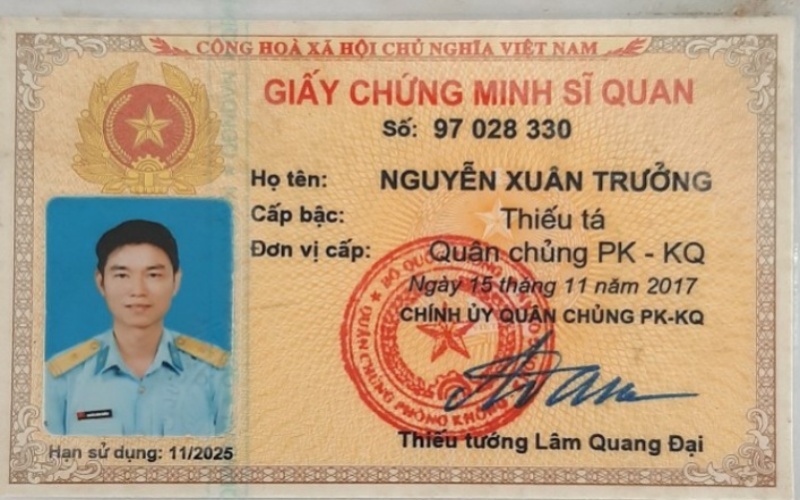 CỘNG HOÀ XÃ HỘI CHỦ NGHĨA VIỆT NAM
GIẤY CHỨNG MINH SĨ QUAN
Số: 97 028 330
Họ tên: NGUYỄN XUÂN TRƯỞNG
Cấp bậc: Thiếu tá
Đơn vị cấp: Quân chủng PK - KQ
Ngày 15 tháng 11 năm 2017
CHÍNH ỦY QUÂN CHỦNG PK-KQ
BỘ QUỐC PHÒNG
QUÂN CHỦNG PHÒNG KHÔNG
Thiếu tướng Lâm Quang Đại
Hạn sử dụng: 11/2025